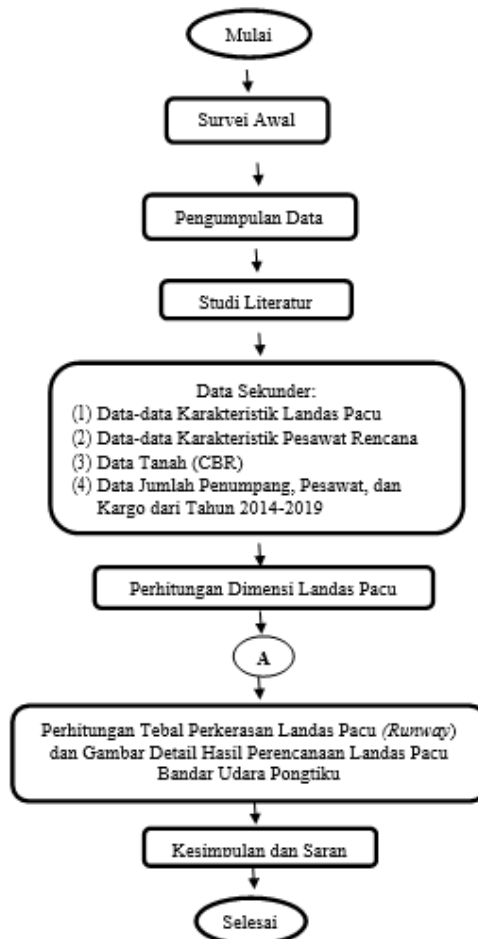 Mulai
Survei Awal
Pengumpulan Data
Studi Literatur
Data Sekunder:
(1) Data-data Karakteristik Landas Pacu
(2) Data-data Karakteristik Pesawat Rencana
(3) Data Tanah (CBR)
(4) Data Jumlah Penumpang, Pesawat, dan
Kargo dari Tahun 2014-2019
Perhitungan Dimensi Landas Pacu
A
Perhitungan Tebal Perkerasan Landas Pacu (Runway)
dan Gambar Detail Hasil Perencanaan Landas Pacu
Bandar Udara Pongtiku
Kesimpulan dan Saran
Selesai